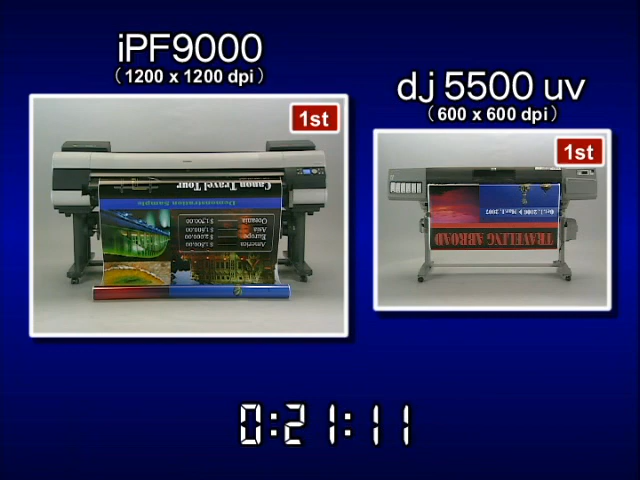 iPF9000
(1200 x 1200 dpi)
1st
Canon Travel Tour
Demonstration Sample
Oceania $ 1,700.00
Asia $ 1,800.00
Europe $ 2,000.00
America $ 1,500.00
dj 5500 uv
(600 x 600 dpi)
1st
TRAVELING ABROAD
0:21:11